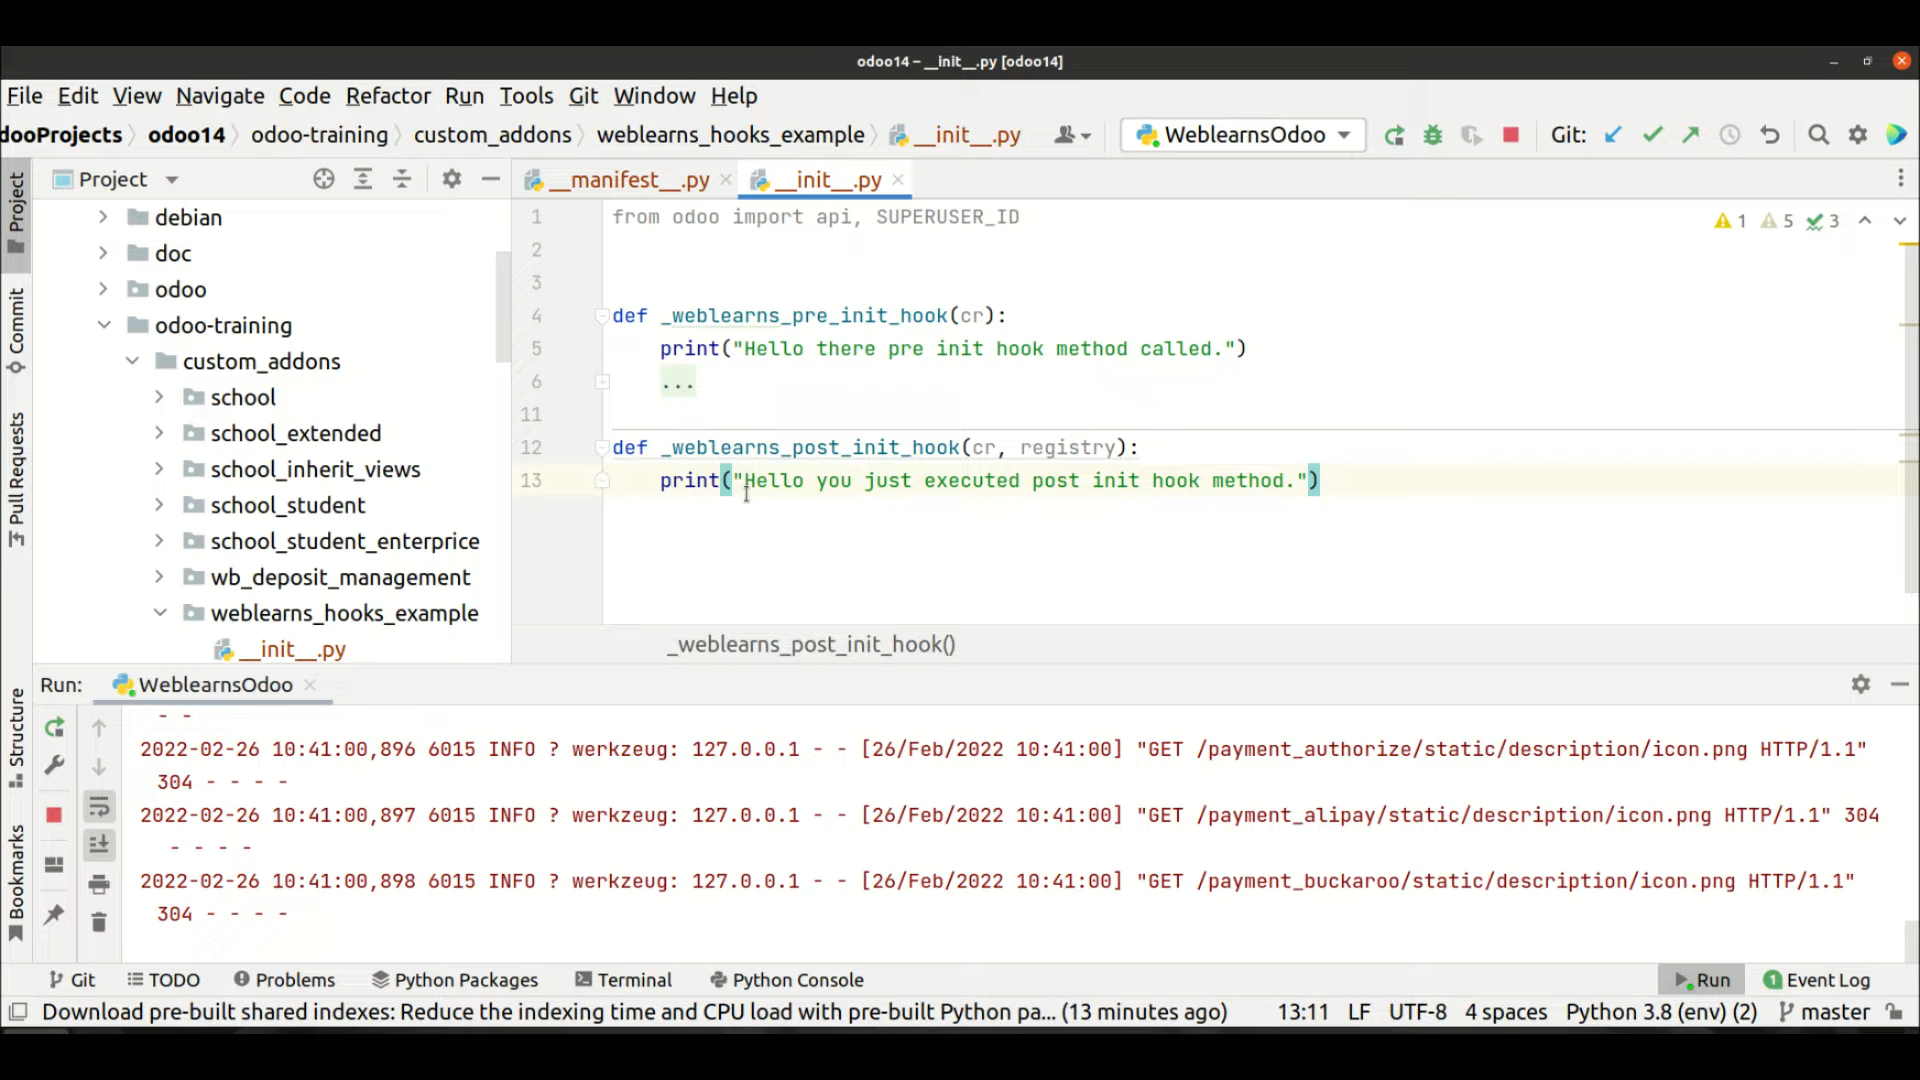 odoo14 – __init__.py [odoo14]
File Edit View Navigate Code Refactor Run Tools Git Window Help
dooProjects odoo14 odoo-training custom_addons weblearns_hooks_example __init__.py WeblearnsOdoo Git:
Project
__manifest__.py
__init__.py
Project
Commit
Pull Requests
Structure
Bookmarks
debian
doc
odoo
odoo-training
custom_addons
school
school_extended
school_inherit_views
school_student
school_student_enterprice
wb_deposit_management
weblearns_hooks_example
__init__.py
1 from odoo import api, SUPERUSER_ID
1 5 3
2
3
4 def _weblearns_pre_init_hook(cr):
5 print("Hello there pre init hook method called.")
6 ...
11
12 def _weblearns_post_init_hook(cr, registry):
13 print("Hello you just executed post init hook method.")
_weblearns_post_init_hook()
Run: WeblearnsOdoo
- -
2022-02-26 10:41:00,896 6015 INFO ? werkzeug: 127.0.0.1 - - [26/Feb/2022 10:41:00] "GET /payment_authorize/static/description/icon.png HTTP/1.1"
304 - - - -
2022-02-26 10:41:00,897 6015 INFO ? werkzeug: 127.0.0.1 - - [26/Feb/2022 10:41:00] "GET /payment_alipay/static/description/icon.png HTTP/1.1" 304
- - - -
2022-02-26 10:41:00,898 6015 INFO ? werkzeug: 127.0.0.1 - - [26/Feb/2022 10:41:00] "GET /payment_buckaroo/static/description/icon.png HTTP/1.1"
304 - - - -
Git TODO Problems Python Packages Terminal Python Console Run 1 Event Log
Download pre-built shared indexes: Reduce the indexing time and CPU load with pre-built Python pa... (13 minutes ago) 13:11 LF UTF-8 4 spaces Python 3.8 (env) (2) master